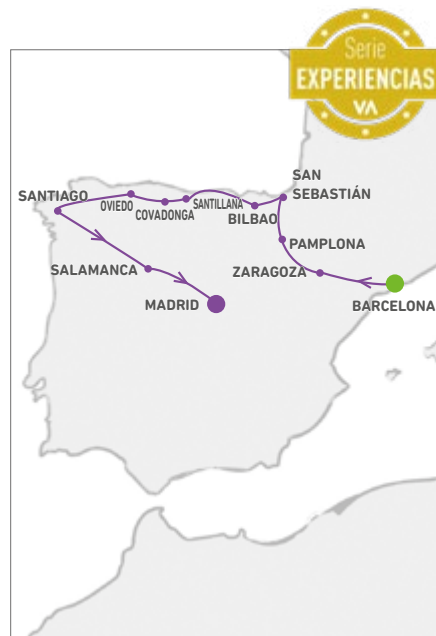 Serie
EXPERIENCIAS
VA
SAN
SEBASTIÁN
SANTIAGO
OVIEDO
COVADONGA
SANTILLANA
BILBAO
PAMPLONA
SALAMANCA
ZARAGOZA
MADRID
BARCELONA